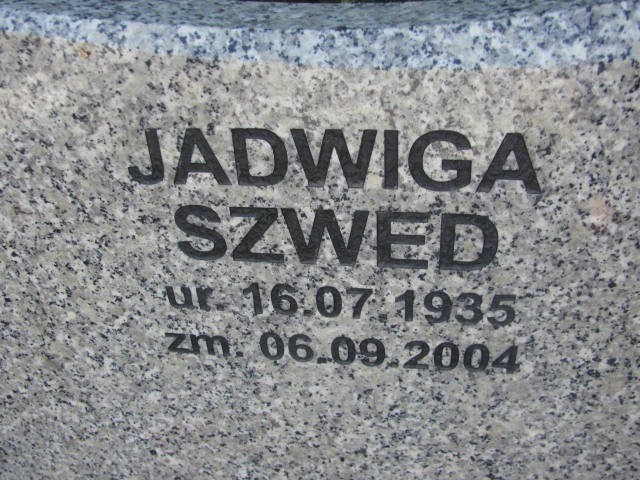 JADWIGA
SZWED
ur. 16.07.1935
zm. 06.09.2004